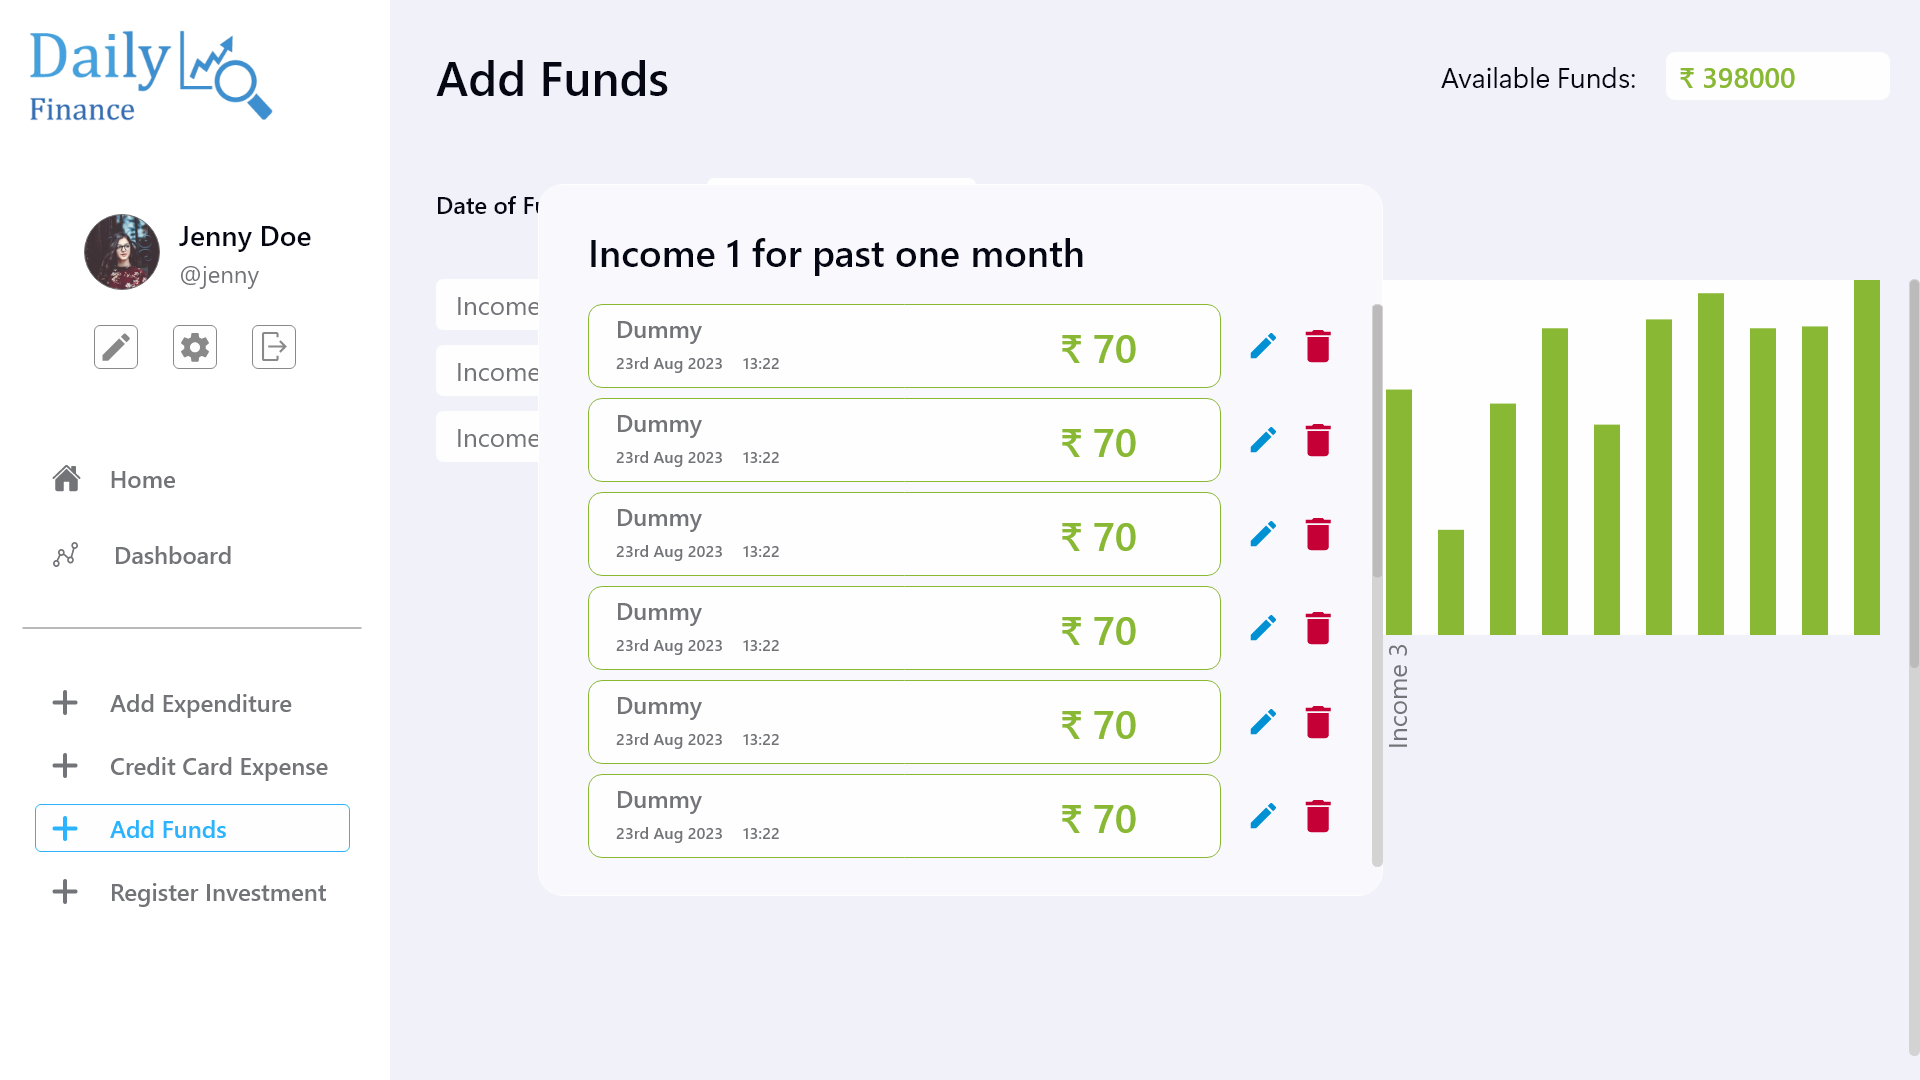 Daily
Finance
Jenny Doe
@jenny
Home
Dashboard
Add Expenditure
Credit Card Expense
Add Funds
Register Investment
Add Funds
Available Funds:
₹ 398000
Date of
Income
Income
Income
Income 1 for past one month
Dummy
23rd Aug 2023 13:22
₹ 70
Dummy
23rd Aug 2023 13:22
₹ 70
Dummy
23rd Aug 2023 13:22
₹ 70
Dummy
23rd Aug 2023 13:22
₹ 70
Dummy
23rd Aug 2023 13:22
₹ 70
Dummy
23rd Aug 2023 13:22
₹ 70
Income 3